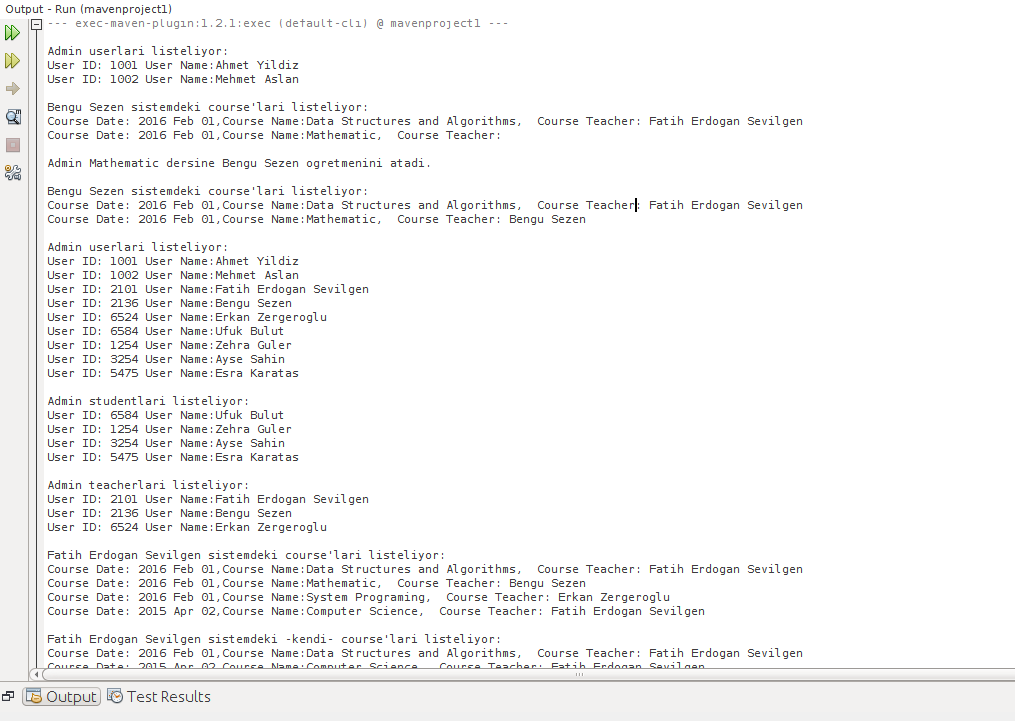 Output - Run (mavenproject1)
--- exec-maven-plugin:1.2.1:exec (default-cli) @ mavenproject1 ---
Admin userlari listeliyor:
User ID: 1001 User Name:Ahmet Yildiz
User ID: 1002 User Name:Mehmet Aslan
Bengu Sezen sistemdeki course'lari listeliyor:
Course Date: 2016 Feb 01,Course Name:Data Structures and Algorithms,  Course Teacher: Fatih Erdogan Sevilgen
Course Date: 2016 Feb 01,Course Name:Mathematic,  Course Teacher:
Admin Mathematic dersine Bengu Sezen ogretmenini atadi.
Bengu Sezen sistemdeki course'lari listeliyor:
Course Date: 2016 Feb 01,Course Name:Data Structures and Algorithms,  Course Teacher: Fatih Erdogan Sevilgen
Course Date: 2016 Feb 01,Course Name:Mathematic,  Course Teacher: Bengu Sezen
Admin userlari listeliyor:
User ID: 1001 User Name:Ahmet Yildiz
User ID: 1002 User Name:Mehmet Aslan
User ID: 2101 User Name:Fatih Erdogan Sevilgen
User ID: 2136 User Name:Bengu Sezen
User ID: 6524 User Name:Erkan Zergeroglu
User ID: 6584 User Name:Ufuk Bulut
User ID: 1254 User Name:Zehra Guler
User ID: 3254 User Name:Ayse Sahin
User ID: 5475 User Name:Esra Karatas
Admin studentlari listeliyor:
User ID: 6584 User Name:Ufuk Bulut
User ID: 1254 User Name:Zehra Guler
User ID: 3254 User Name:Ayse Sahin
User ID: 5475 User Name:Esra Karatas
Admin teacherlari listeliyor:
User ID: 2101 User Name:Fatih Erdogan Sevilgen
User ID: 2136 User Name:Bengu Sezen
User ID: 6524 User Name:Erkan Zergeroglu
Fatih Erdogan Sevilgen sistemdeki course'lari listeliyor:
Course Date: 2016 Feb 01,Course Name:Data Structures and Algorithms,  Course Teacher: Fatih Erdogan Sevilgen
Course Date: 2016 Feb 01,Course Name:Mathematic,  Course Teacher: Bengu Sezen
Course Date: 2016 Feb 01,Course Name:System Programing,  Course Teacher: Erkan Zergeroglu
Course Date: 2015 Apr 02,Course Name:Computer Science,  Course Teacher: Fatih Erdogan Sevilgen
Fatih Erdogan Sevilgen sistemdeki -kendi- course'lari listeliyor:
Course Date: 2016 Feb 01,Course Name:Data Structures and Algorithms,  Course Teacher: Fatih Erdogan Sevilgen
Course Date: 2015 Apr 02,Course Name:Computer Science,  Course Teacher: Fatih Erdogan Sevilgen
Output
Test Results